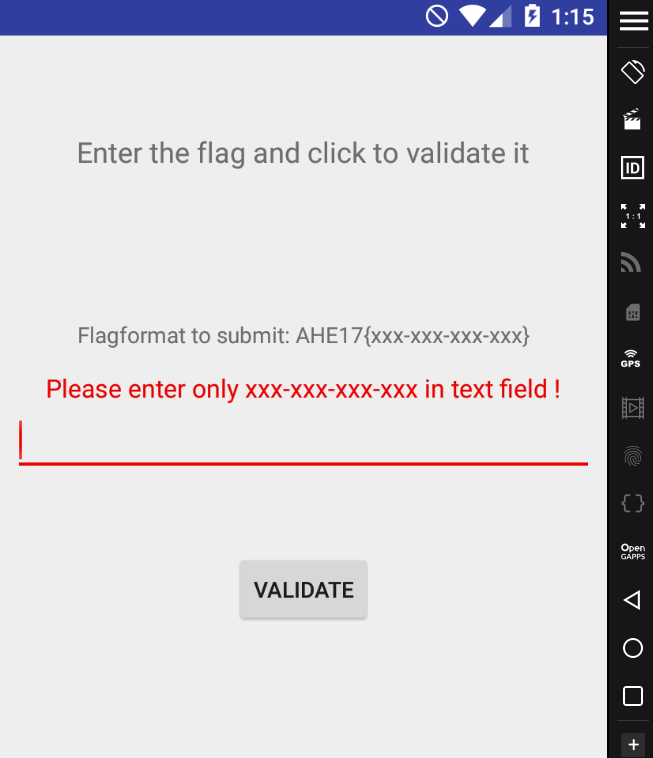 1:15
Enter the flag and click to validate it
Flagformat to submit: AHE17{xxx-xxx-xxx-xxx}
Please enter only xxx-xxx-xxx-xxx in text field !
VALIDATE
ID
1:1
GPS
Open
GAPPS